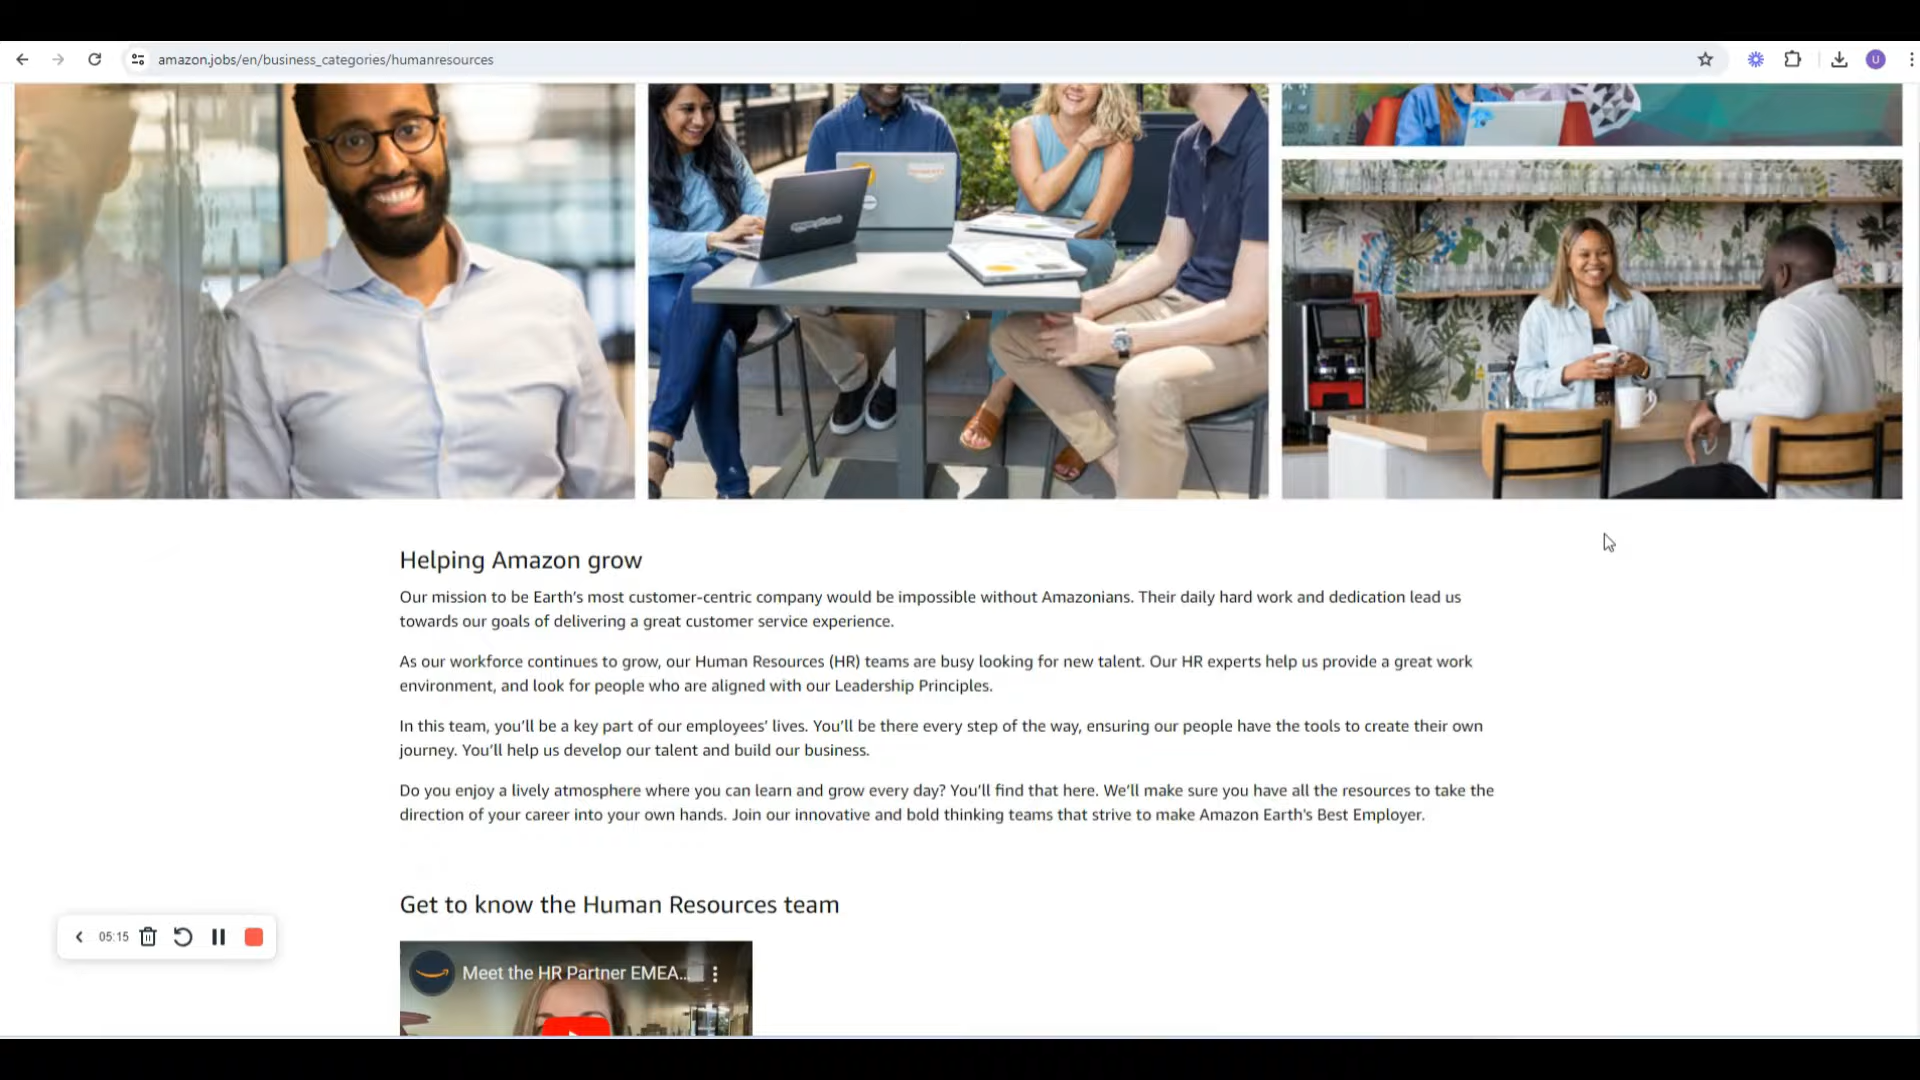 amazon.jobs/en/business_categories/humanresources
U
Helping Amazon grow
Our mission to be Earth's most customer-centric company would be impossible without Amazonians. Their daily hard work and dedication lead us
towards our goals of delivering a great customer service experience.
As our workforce continues to grow, our Human Resources (HR) teams are busy looking for new talent. Our HR experts help us provide a great work
environment, and look for people who are aligned with our Leadership Principles.
In this team, you'll be a key part of our employees' lives. You'll be there every step of the way, ensuring our people have the tools to create their own
journey. You'll help us develop our talent and build our business.
Do you enjoy a lively atmosphere where you can learn and grow every day? You'll find that here. We'll make sure you have all the resources to take the
direction of your career into your own hands. Join our innovative and bold thinking teams that strive to make Amazon Earth's Best Employer.
Get to know the Human Resources team
05:15
Meet the HR Partner EMEA...